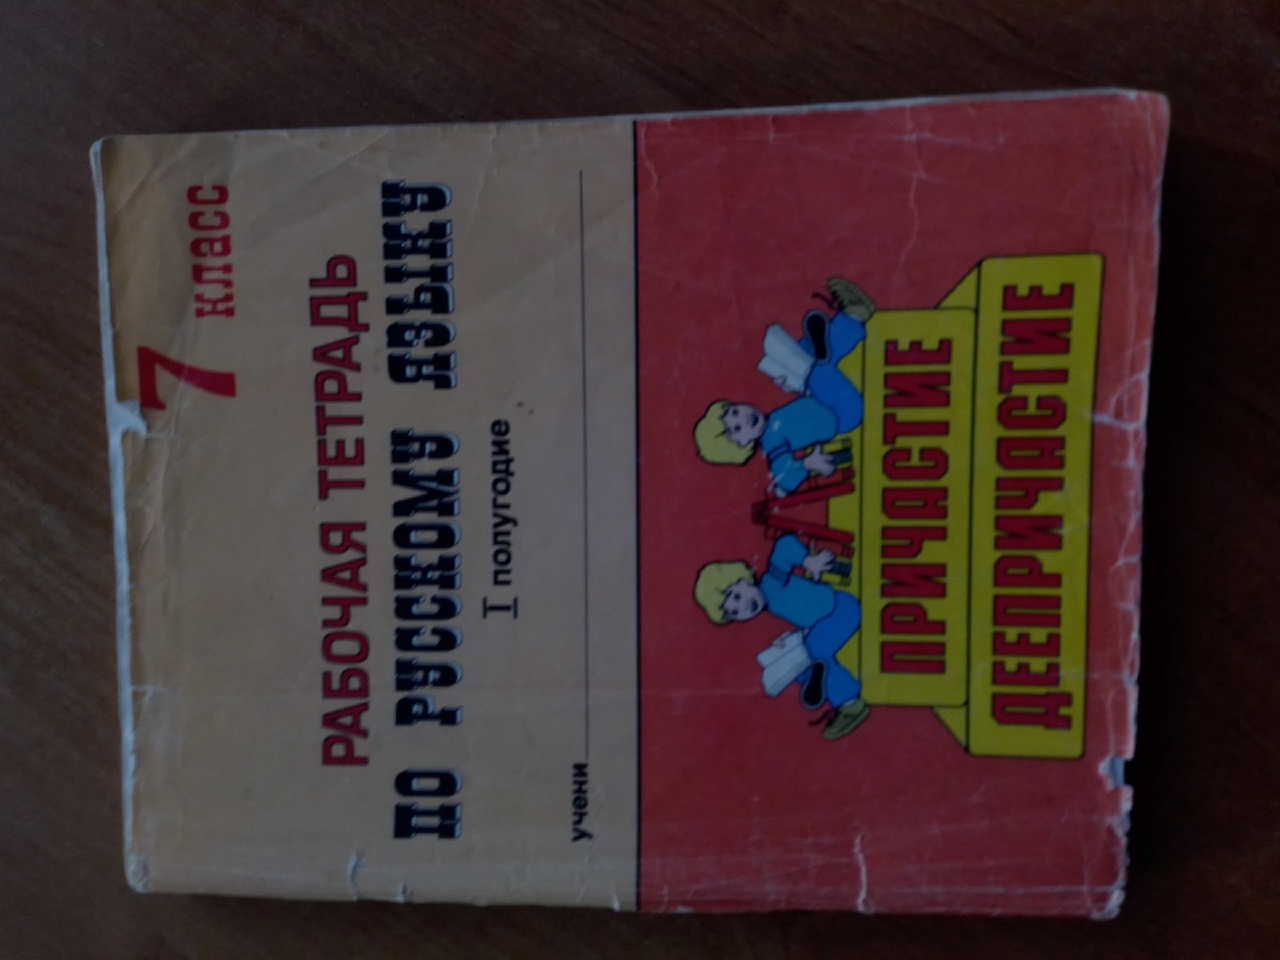 7
класс
РАБОЧАЯ ТЕТРАДЬ
ПО РУССКОМУ ЯЗЫКУ
I полугодие
учени
ПРИЧАСТИЕ
ДЕЕПРИЧАСТИЕ